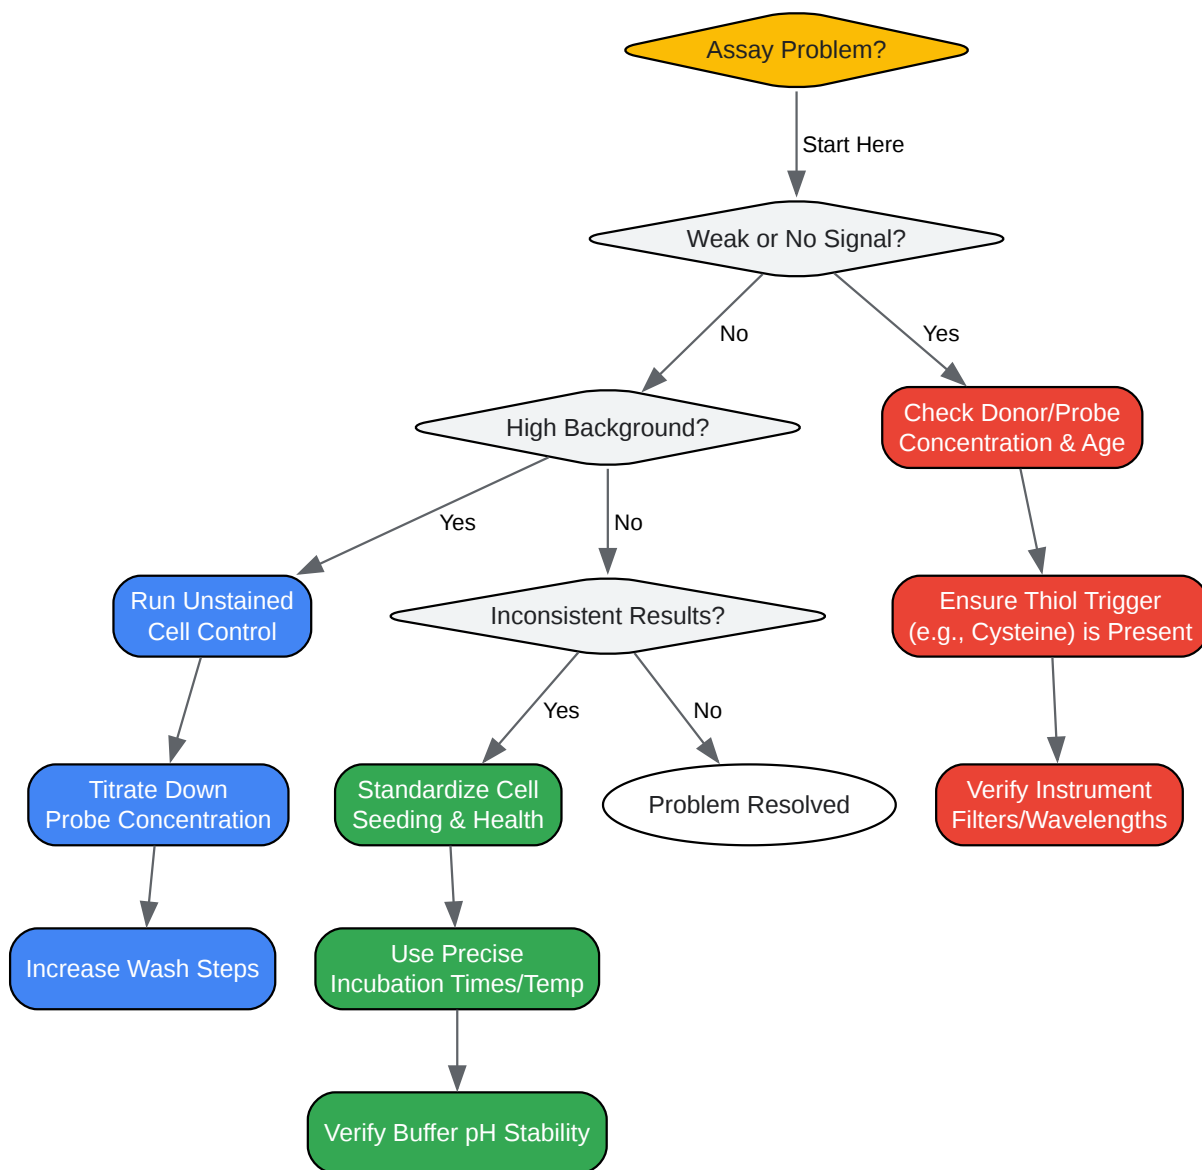 Assay Problem?
Start Here
Weak or No Signal?
No
Yes
High Background?
Check Donor/Probe
Concentration & Age
Yes
No
Run Unstained
Cell Control
Inconsistent Results?
Ensure Thiol Trigger
(e.g., Cysteine) is Present
Yes
No
Titrate Down
Probe Concentration
Standardize Cell
Seeding & Health
Problem Resolved
Verify Instrument
Filters/Wavelengths
Increase Wash Steps
Use Precise
Incubation Times/Temp
Verify Buffer pH Stability